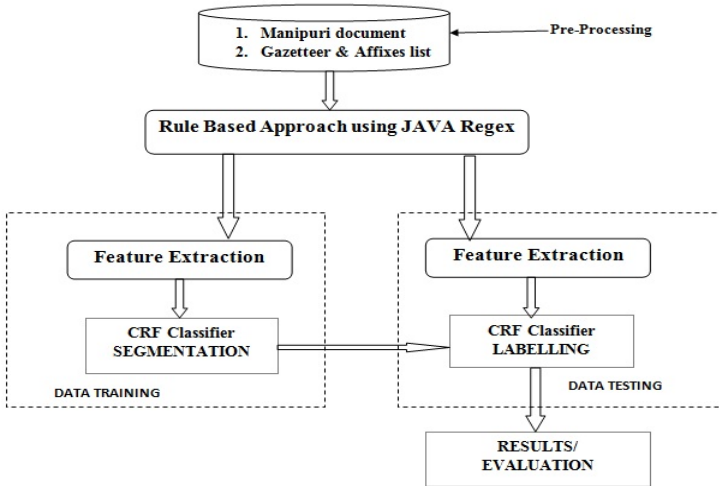 1. Manipuri document
2. Gazetteer & Affixes list
Pre-Processing
Rule Based Approach using JAVA Regex
Feature Extraction
Feature Extraction
CRF Classifier
SEGMENTATION
CRF Classifier
LABELLING
DATA TRAINING
DATA TESTING
RESULTS/
EVALUATION